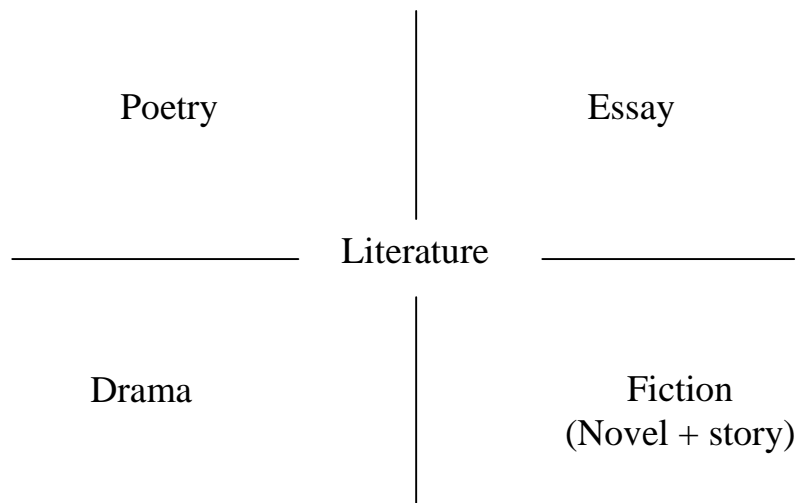 Poetry
Essay
Literature
Drama
Fiction
(Novel + story)